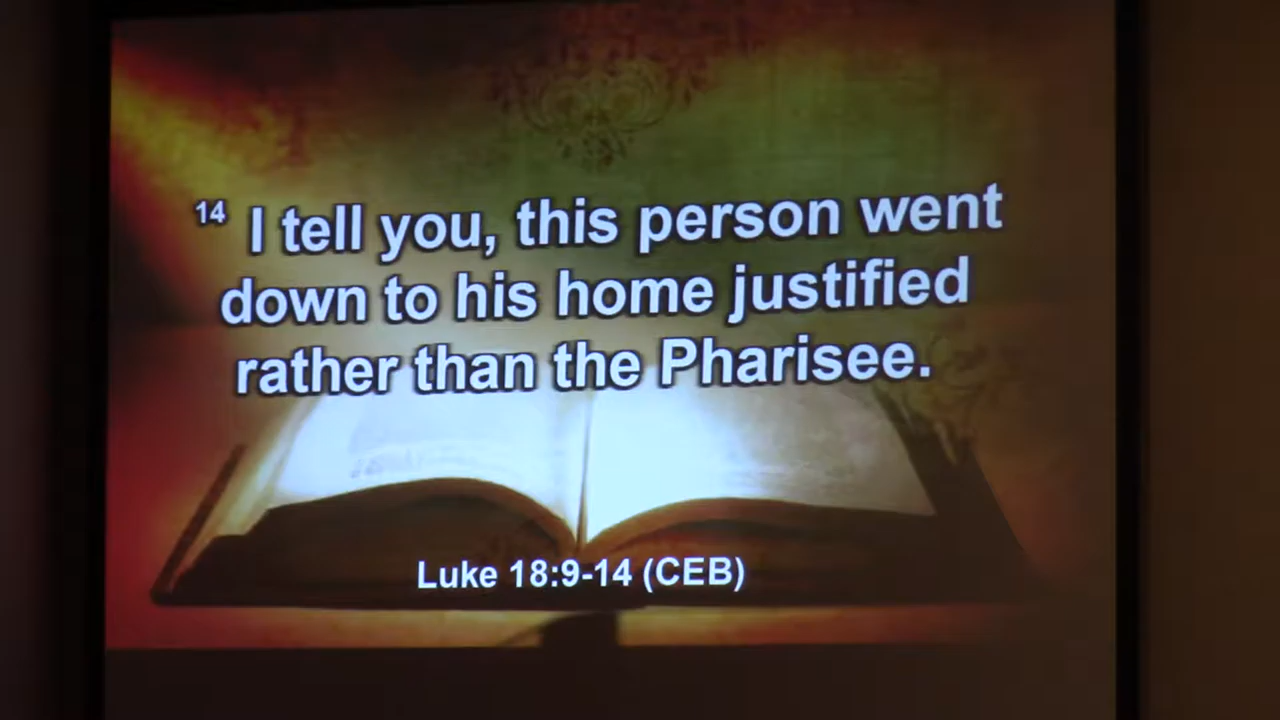 14 I tell you, this person went
down to his home justified
rather than the Pharisee.
Luke 18:9-14 (CEB)